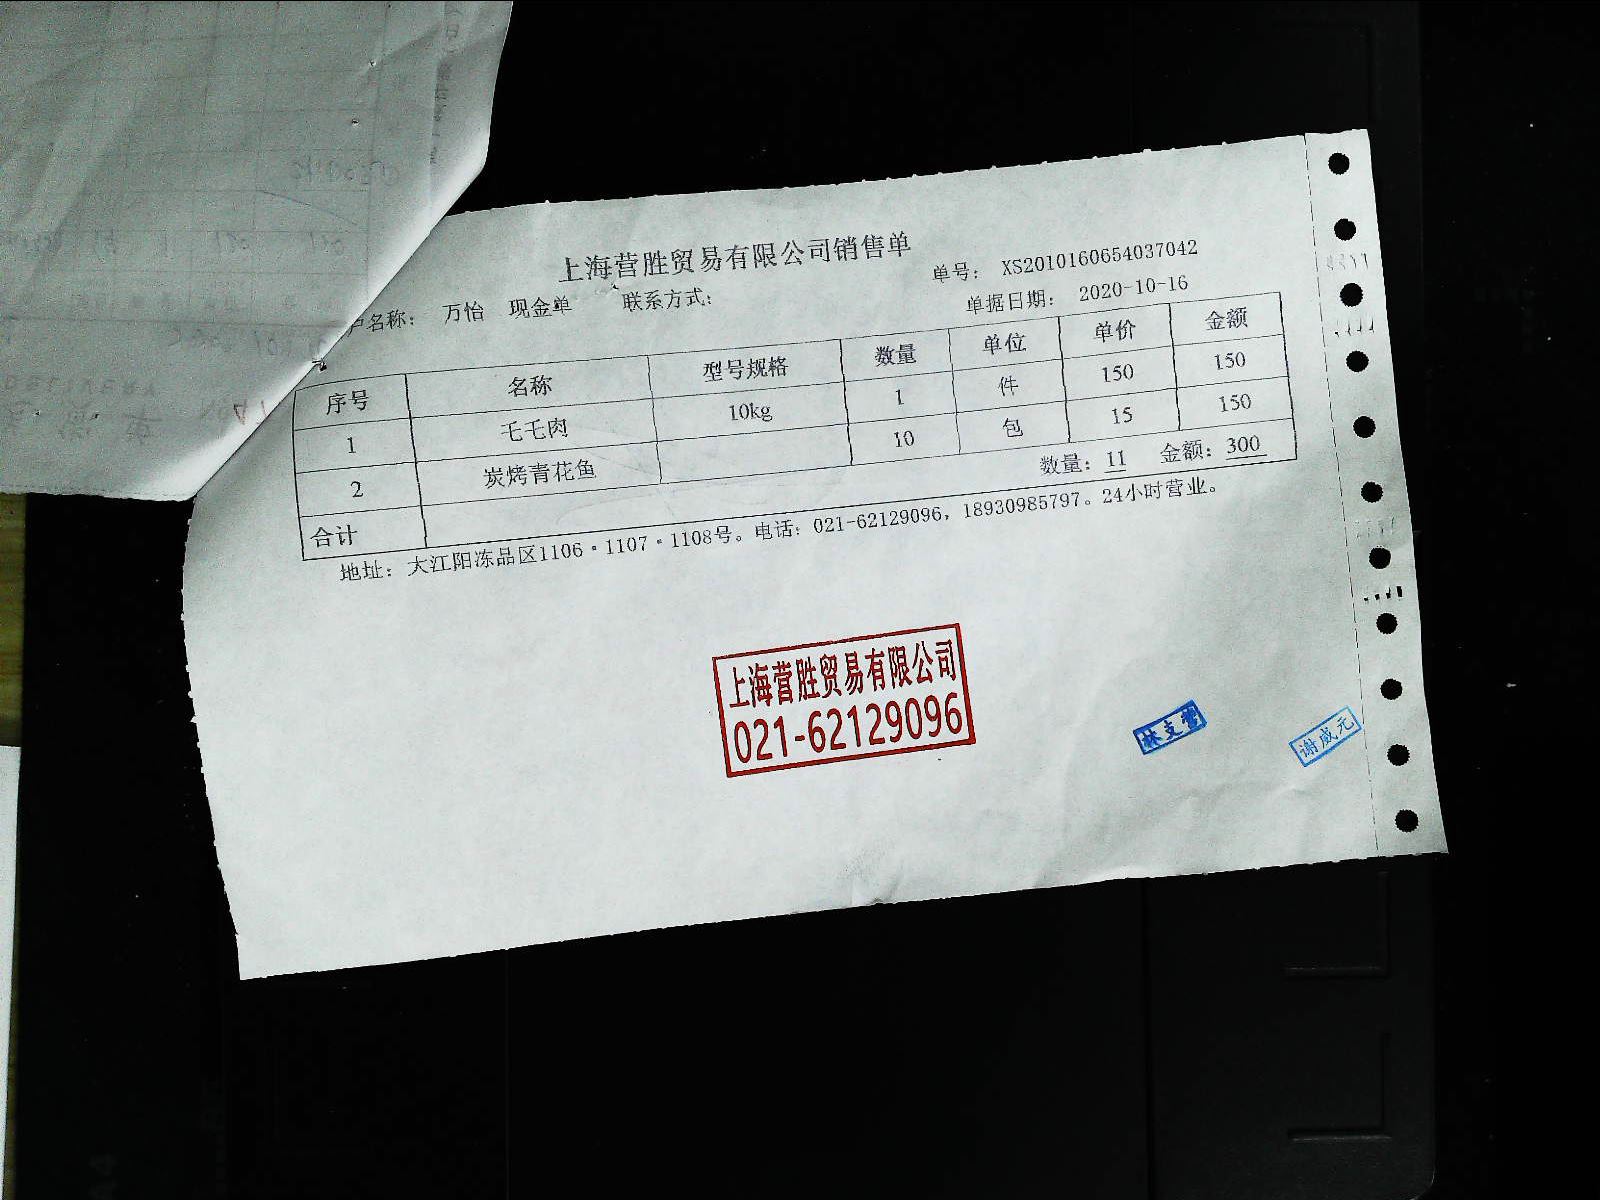 上海营胜贸易有限公司销售单
单号: XS2010160654037042
户名称: 万怡 现金单 联系方式:
单据日期: 2020-10-16
序号 名称 型号规格 数量 单位 单价 金额
1 毛毛肉 10kg 1 件 150 150
2 炭烤青花鱼 10 包 15 150
合计 数量: 11 金额: 300
地址: 大江阳冻品区1106·1107·1108号。电话: 021-62129096, 18930985797。24小时营业。
上海营胜贸易有限公司
021-62129096
林支营
谢威元